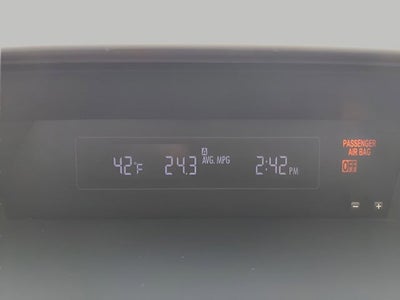 PASSENGER
AIR BAG
OFF
A
42°F 24.3 AVG. MPG 2:42 PM
- +